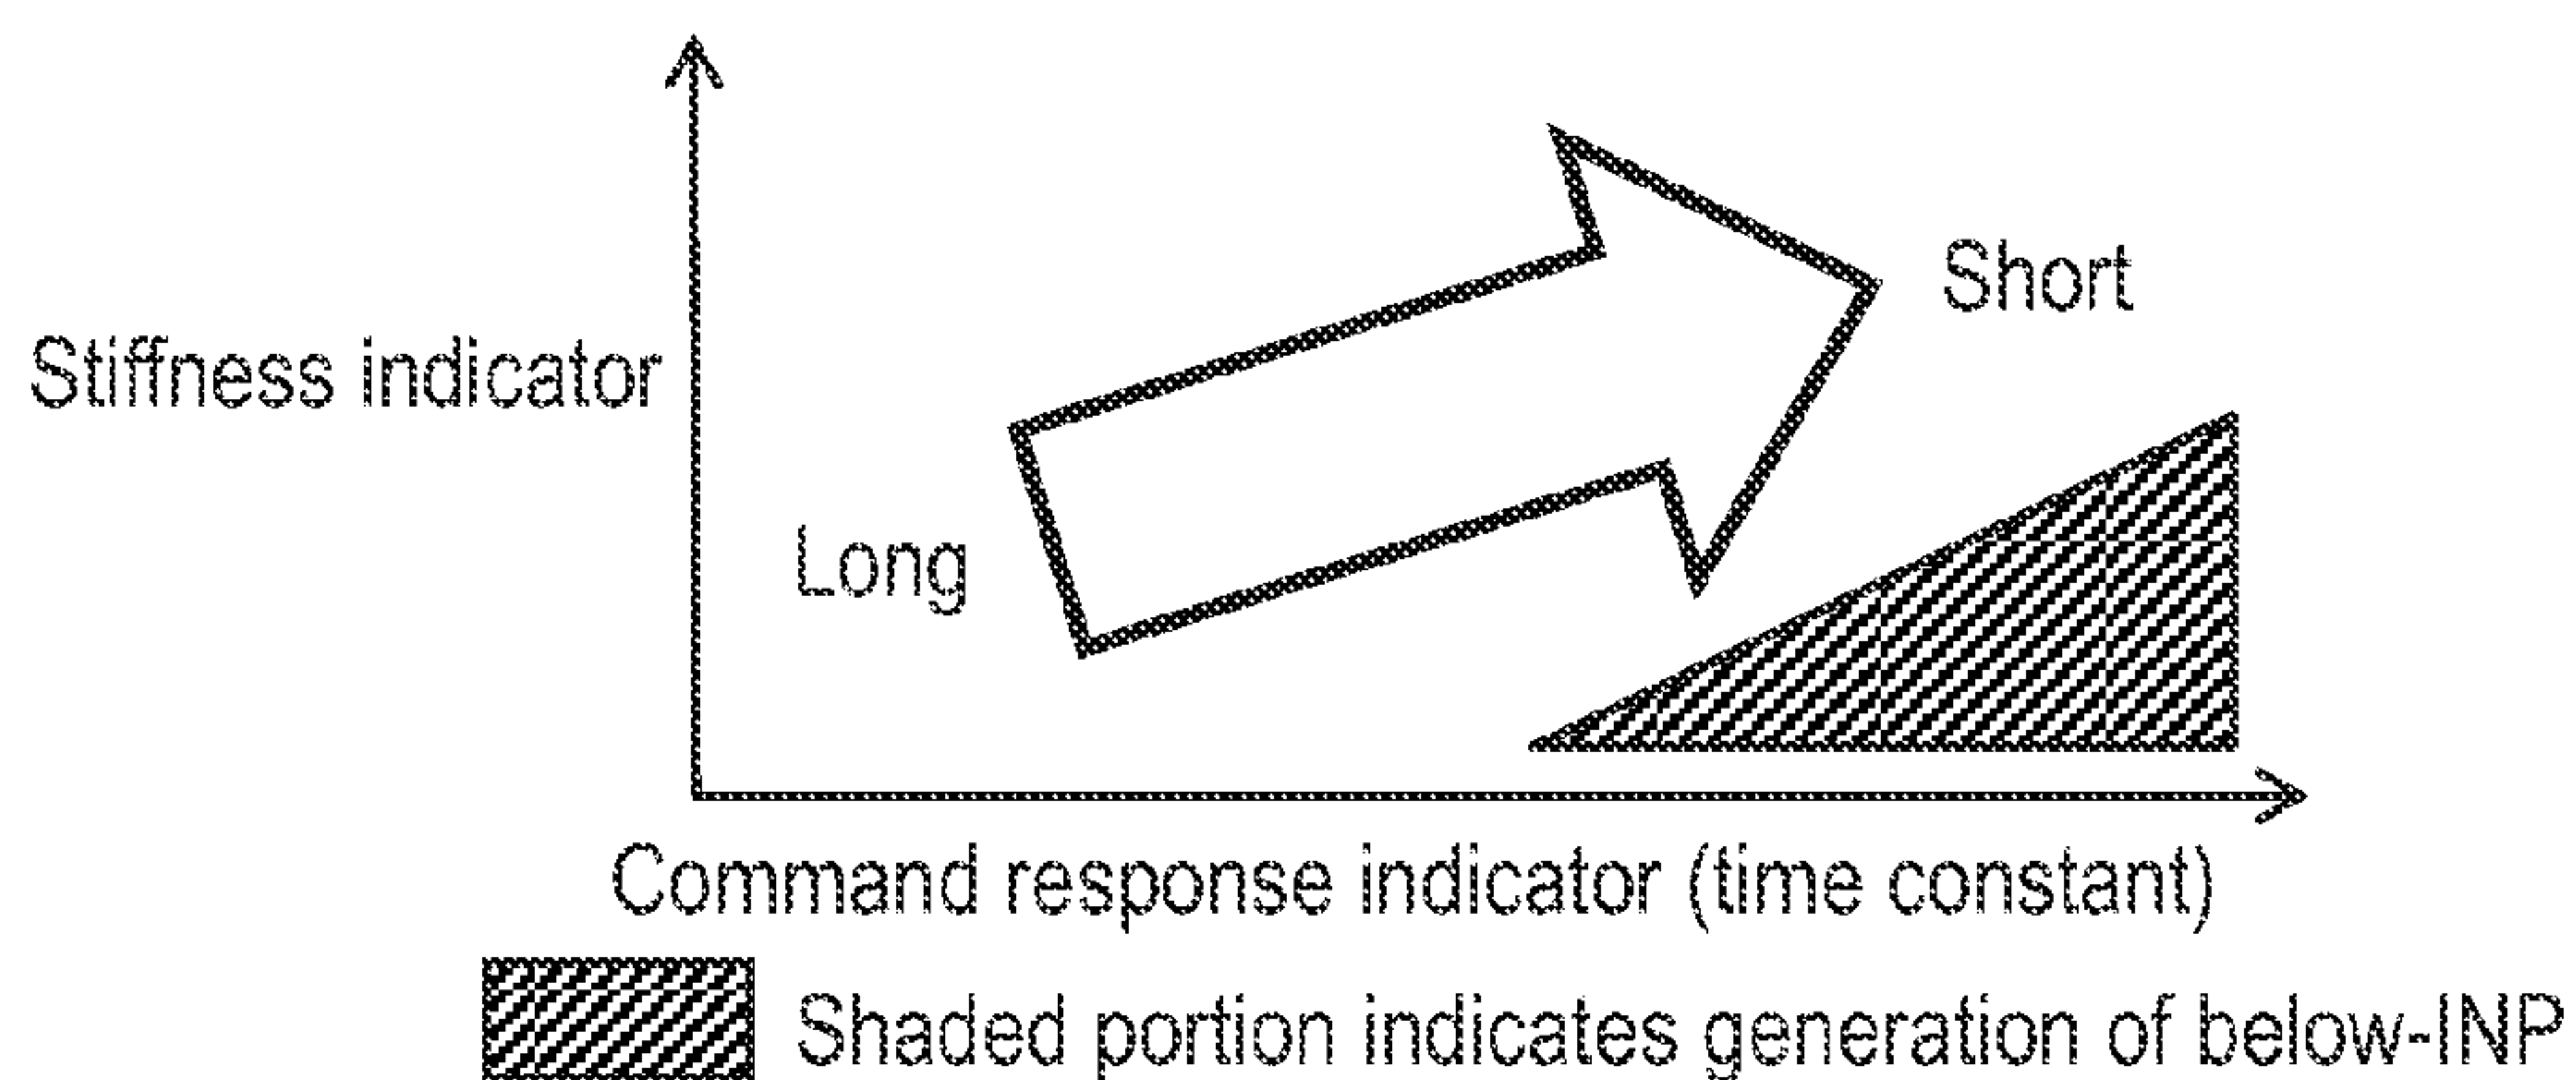 Short
Stiffness indicator
Long
Command response indicator (time constant)
Shaded portion indicates generation of below-INP